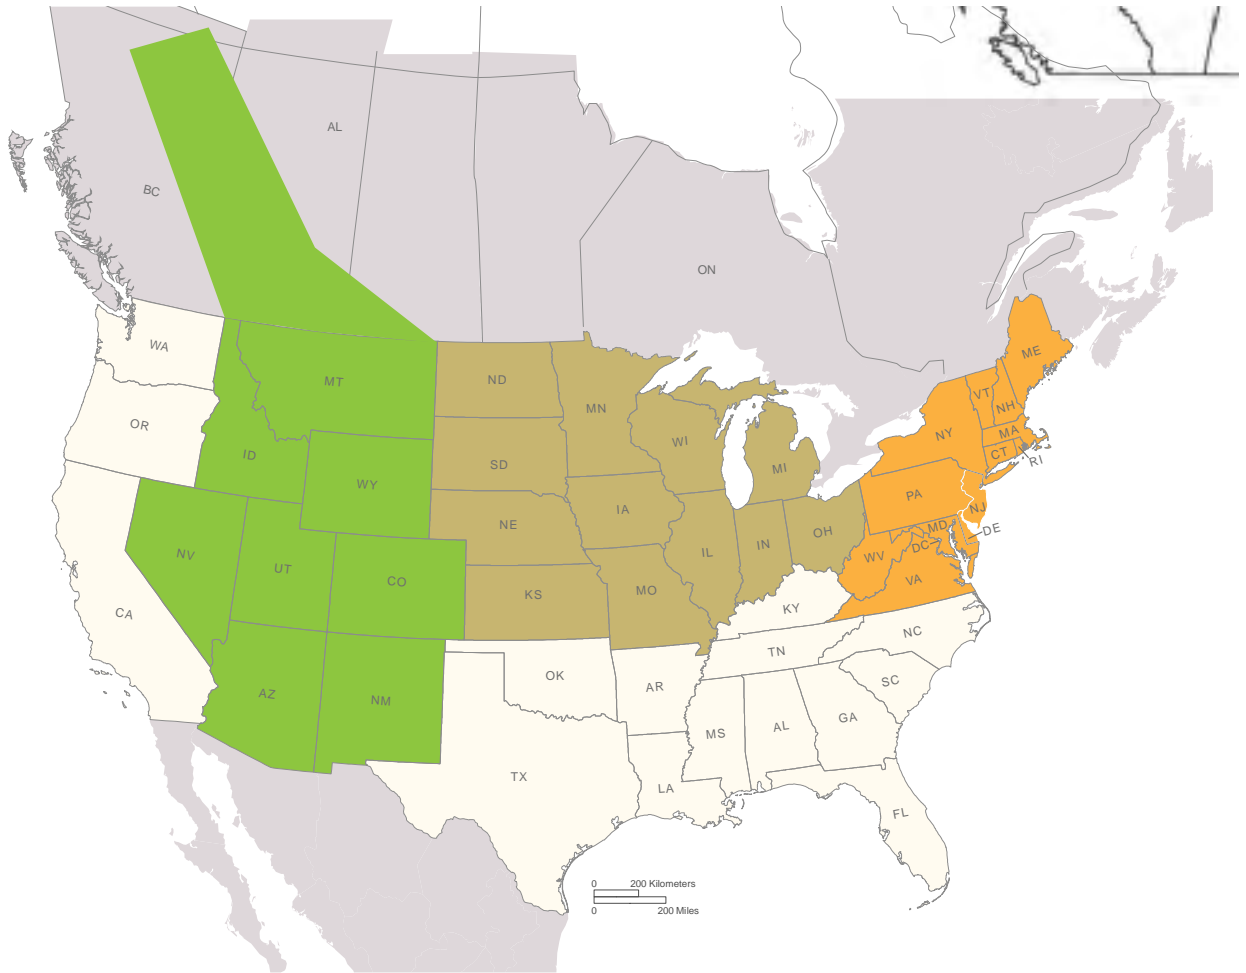 AL
BC
ON
WA
ME
MT
ND
VT
MN
NH
OR
NY
MA
WI
ID
CT
RI
SD
MI
WY
PA
IA
NJ
NE
MD
DE
OH
IN
DC
NV
IL
WV
UT
CO
VA
MO
KS
KY
CA
NC
TN
OK
SC
AR
AZ
NM
GA
AL
MS
TX
LA
FL
0 200 Kilometers
0 200 Miles